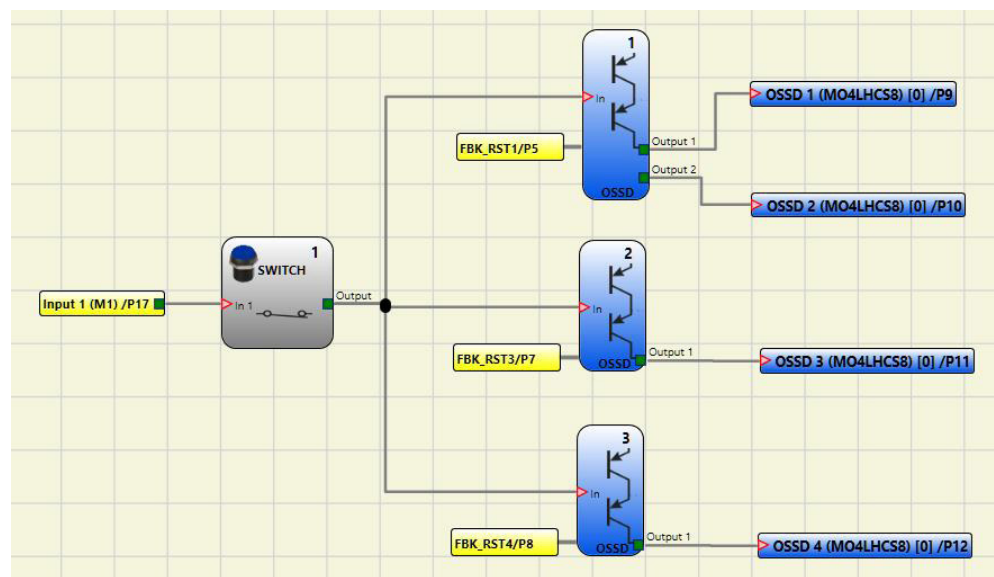 1
In
Output 1
Output 2
OSSD
FBK_RST1/P5
OSSD 1 (MO4LHCS8) [0] /P9
OSSD 2 (MO4LHCS8) [0] /P10
Input 1 (M1) /P17
1
SWITCH
In 1
Output
2
In
Output 1
OSSD
FBK_RST3/P7
OSSD 3 (MO4LHCS8) [0] /P11
3
In
Output 1
OSSD
FBK_RST4/P8
OSSD 4 (MO4LHCS8) [0] /P12